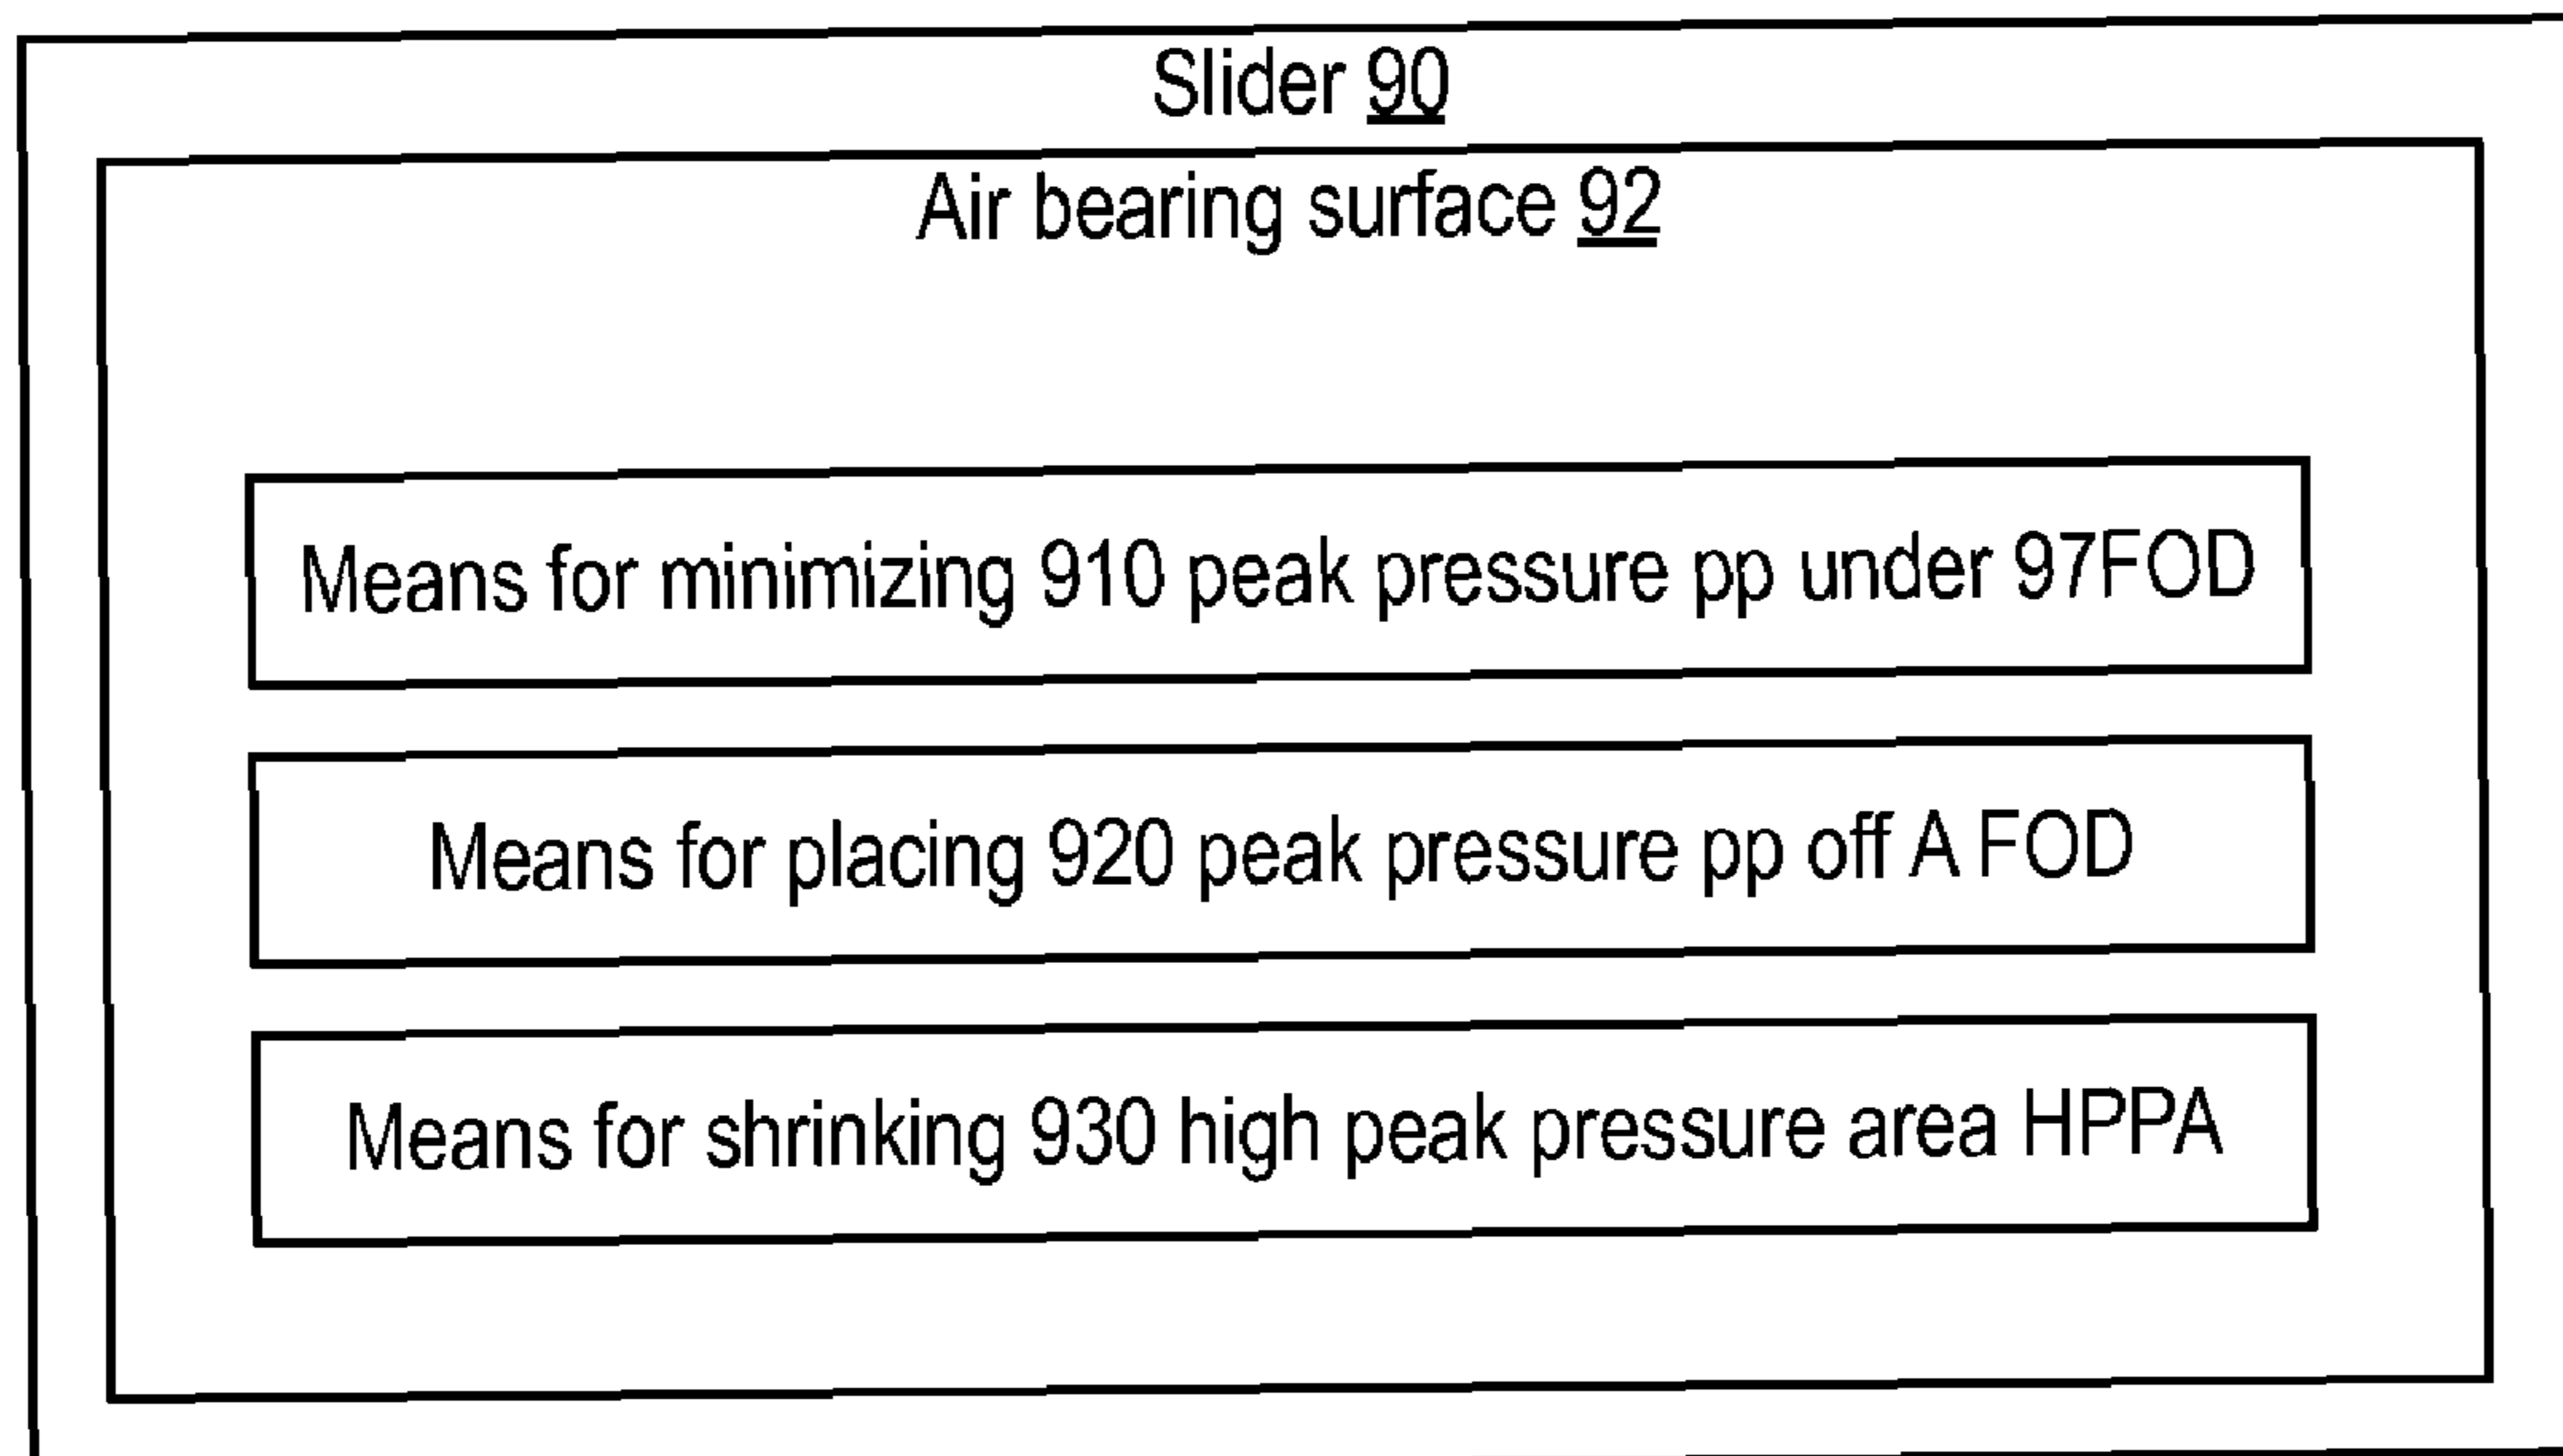 Slider 90
Air bearing surface 92
Means for minimizing 910 peak pressure pp under 97FOD
Means for placing 920 peak pressure pp off A FOD
Means for shrinking 930 high peak pressure area HPPA